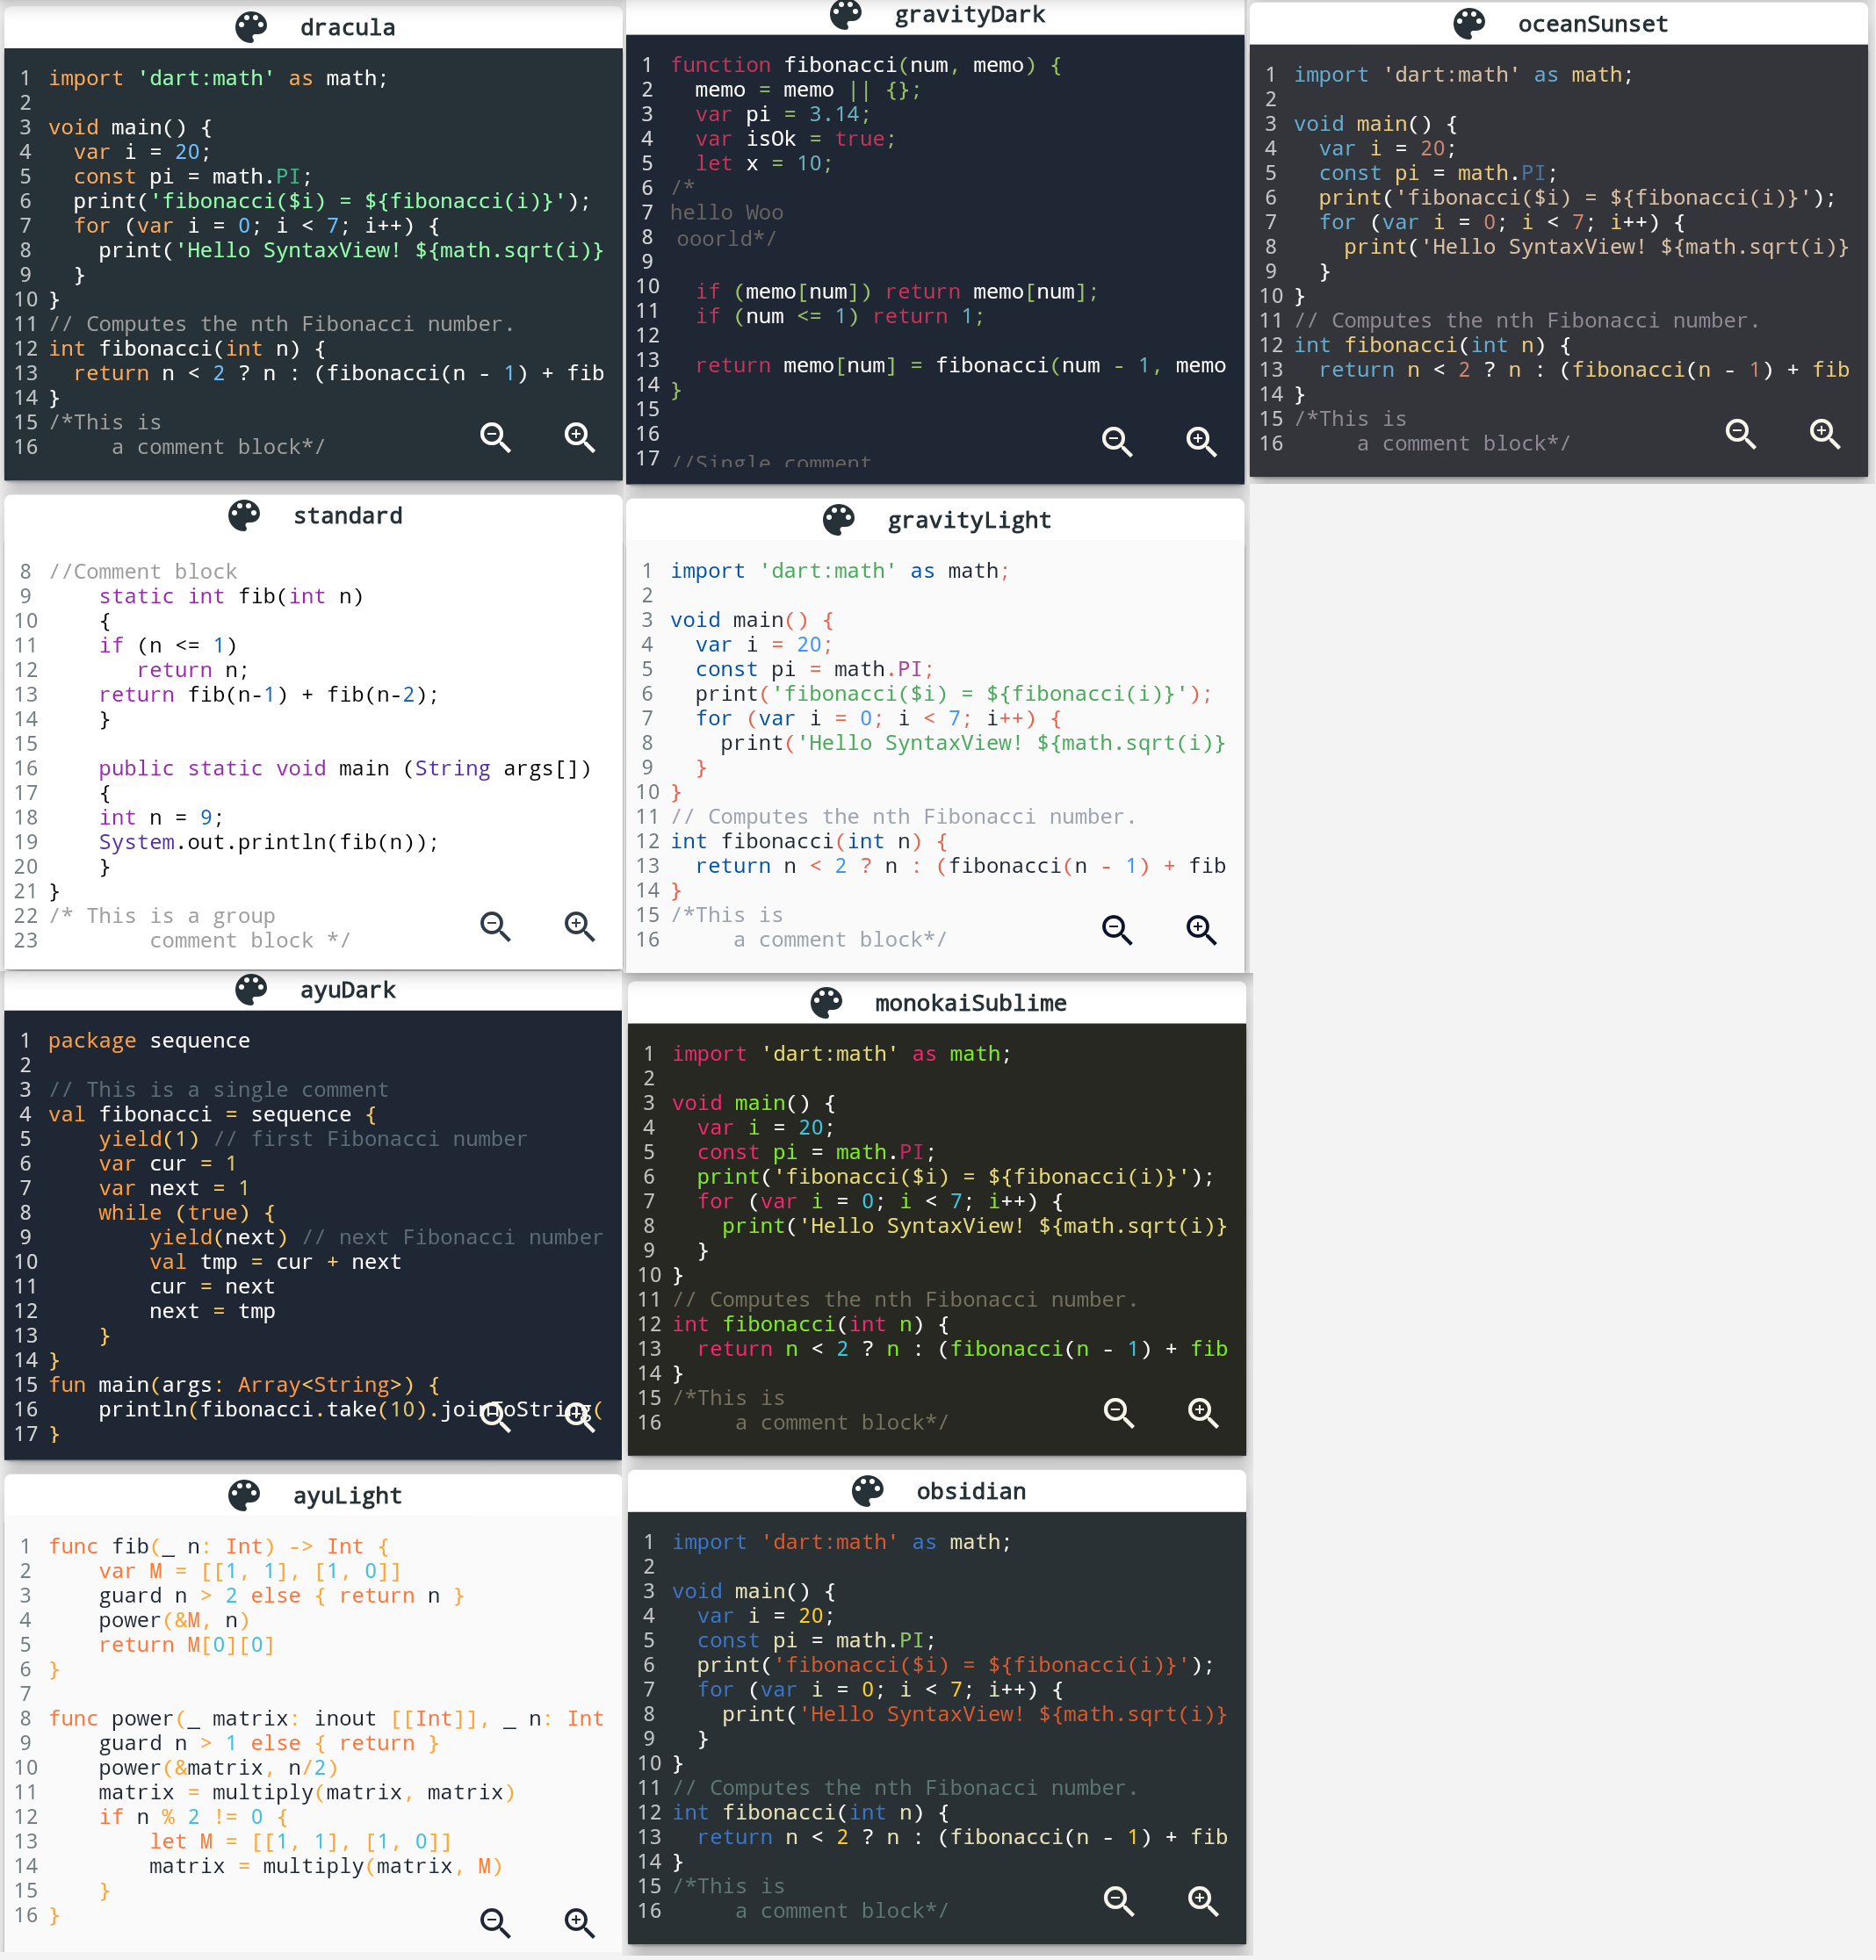 dracula
1 import 'dart:math' as math;
2
3 void main() {
4   var i = 20;
5   const pi = math.PI;
6   print('fibonacci($i) = ${fibonacci(i)}');
7   for (var i = 0; i < 7; i++) {
8     print('Hello SyntaxView! ${math.sqrt(i)}
9   }
10 }
11 // Computes the nth Fibonacci number.
12 int fibonacci(int n) {
13   return n < 2 ? n : (fibonacci(n - 1) + fib
14 }
15 /*This is
16      a comment block*/
gravityDark
1 function fibonacci(num, memo) {
2   memo = memo || {};
3   var pi = 3.14;
4   var isOk = true;
5   let x = 10;
6 /*
7 hello Woo
8 ooorld*/
9
10   if (memo[num]) return memo[num];
11   if (num <= 1) return 1;
12
13   return memo[num] = fibonacci(num - 1, memo
14 }
15
16
17 //Single comment
oceanSunset
1 import 'dart:math' as math;
2
3 void main() {
4   var i = 20;
5   const pi = math.PI;
6   print('fibonacci($i) = ${fibonacci(i)}');
7   for (var i = 0; i < 7; i++) {
8     print('Hello SyntaxView! ${math.sqrt(i)}
9   }
10 }
11 // Computes the nth Fibonacci number.
12 int fibonacci(int n) {
13   return n < 2 ? n : (fibonacci(n - 1) + fib
14 }
15 /*This is
16      a comment block*/
standard
8 //Comment block
9     static int fib(int n)
10     {
11     if (n <= 1)
12        return n;
13     return fib(n-1) + fib(n-2);
14     }
15
16     public static void main (String args[])
17     {
18     int n = 9;
19     System.out.println(fib(n));
20     }
21 }
22 /* This is a group
23         comment block */
gravityLight
1 import 'dart:math' as math;
2
3 void main() {
4   var i = 20;
5   const pi = math.PI;
6   print('fibonacci($i) = ${fibonacci(i)}');
7   for (var i = 0; i < 7; i++) {
8     print('Hello SyntaxView! ${math.sqrt(i)}
9   }
10 }
11 // Computes the nth Fibonacci number.
12 int fibonacci(int n) {
13   return n < 2 ? n : (fibonacci(n - 1) + fib
14 }
15 /*This is
16      a comment block*/
ayuDark
1 package sequence
2
3 // This is a single comment
4 val fibonacci = sequence {
5     yield(1) // first Fibonacci number
6     var cur = 1
7     var next = 1
8     while (true) {
9         yield(next) // next Fibonacci number
10         val tmp = cur + next
11         cur = next
12         next = tmp
13     }
14 }
15 fun main(args: Array<String>) {
16     println(fibonacci.take(10).joinToString(
17 }
monokaiSublime
1 import 'dart:math' as math;
2
3 void main() {
4   var i = 20;
5   const pi = math.PI;
6   print('fibonacci($i) = ${fibonacci(i)}');
7   for (var i = 0; i < 7; i++) {
8     print('Hello SyntaxView! ${math.sqrt(i)}
9   }
10 }
11 // Computes the nth Fibonacci number.
12 int fibonacci(int n) {
13   return n < 2 ? n : (fibonacci(n - 1) + fib
14 }
15 /*This is
16      a comment block*/
ayuLight
1 func fib(_ n: Int) -> Int {
2     var M = [[1, 1], [1, 0]]
3     guard n > 2 else { return n }
4     power(&M, n)
5     return M[0][0]
6 }
7
8 func power(_ matrix: inout [[Int]], _ n: Int
9     guard n > 1 else { return }
10     power(&matrix, n/2)
11     matrix = multiply(matrix, matrix)
12     if n % 2 != 0 {
13         let M = [[1, 1], [1, 0]]
14         matrix = multiply(matrix, M)
15     }
16 }
obsidian
1 import 'dart:math' as math;
2
3 void main() {
4   var i = 20;
5   const pi = math.PI;
6   print('fibonacci($i) = ${fibonacci(i)}');
7   for (var i = 0; i < 7; i++) {
8     print('Hello SyntaxView! ${math.sqrt(i)}
9   }
10 }
11 // Computes the nth Fibonacci number.
12 int fibonacci(int n) {
13   return n < 2 ? n : (fibonacci(n - 1) + fib
14 }
15 /*This is
16      a comment block*/